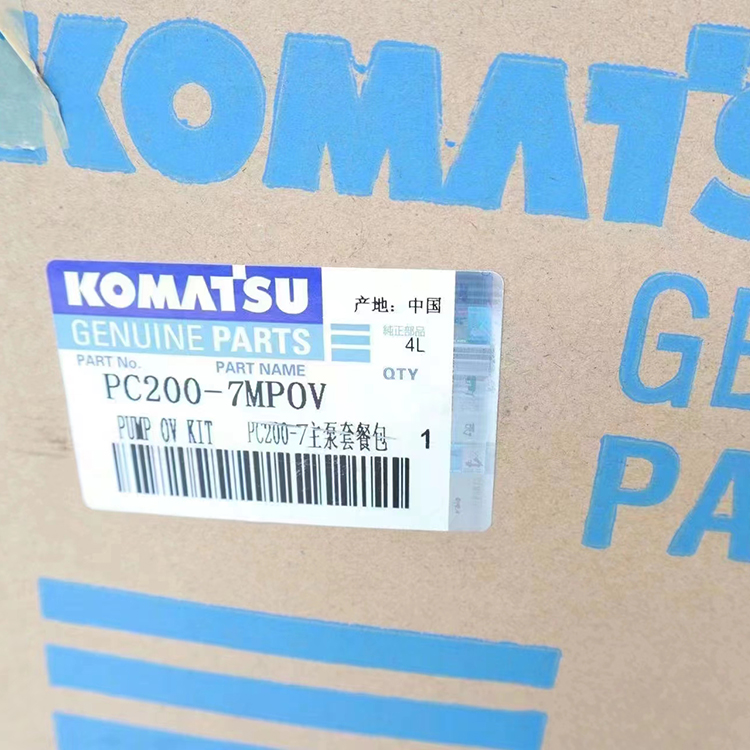 KOMATS
GE
PA
KOMATSU
GENUINE PARTS
产地：中国
純正部品
4L
PART No.
PART NAME
QTY
PC200-7MPOV
PUMP OV KIT PC200-7主泵套餐包 1